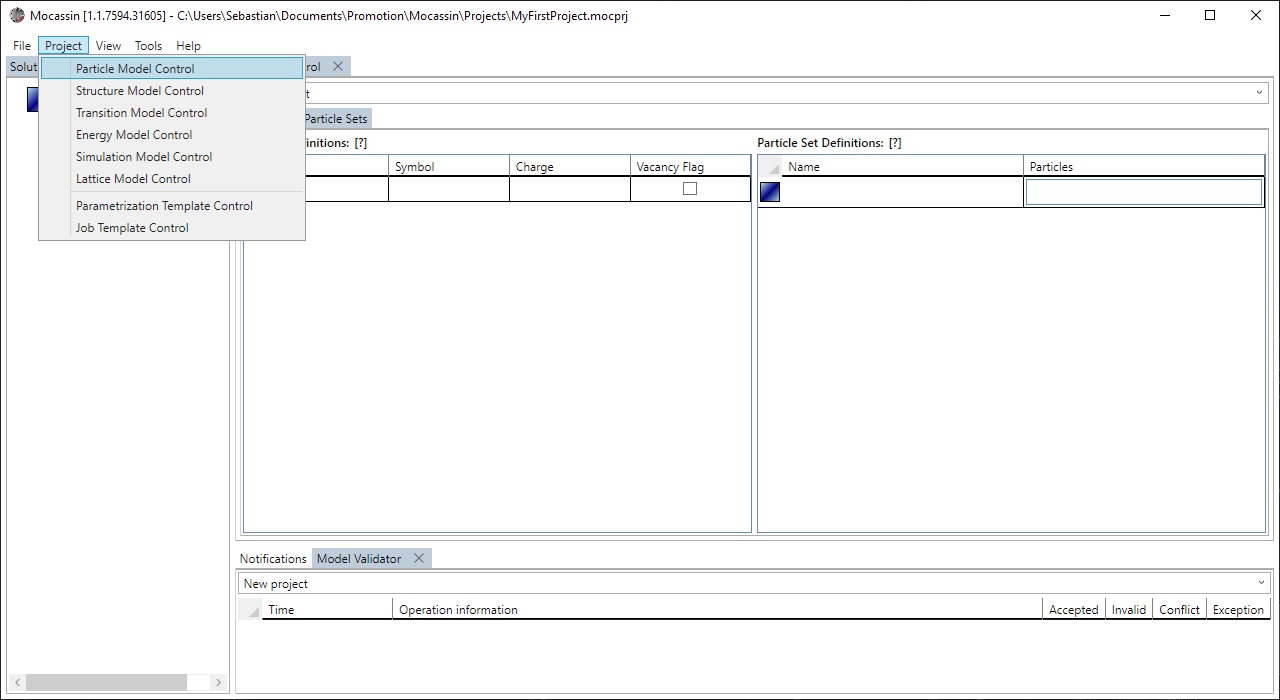 Mocassin [1.1.7594.31605] - C:\Users\Sebastian\Documents\Promotion\Mocassin\Projects\MyFirstProject.mocprj
File Project View Tools Help
Particle Model Control
Structure Model Control
Transition Model Control
Energy Model Control
Simulation Model Control
Lattice Model Control
Parametrization Template Control
Job Template Control
Particle Sets
[?]
Symbol Charge Vacancy Flag
Particle Set Definitions: [?]
Name Particles
Notifications Model Validator
New project
Time Operation information Accepted Invalid Conflict Exception